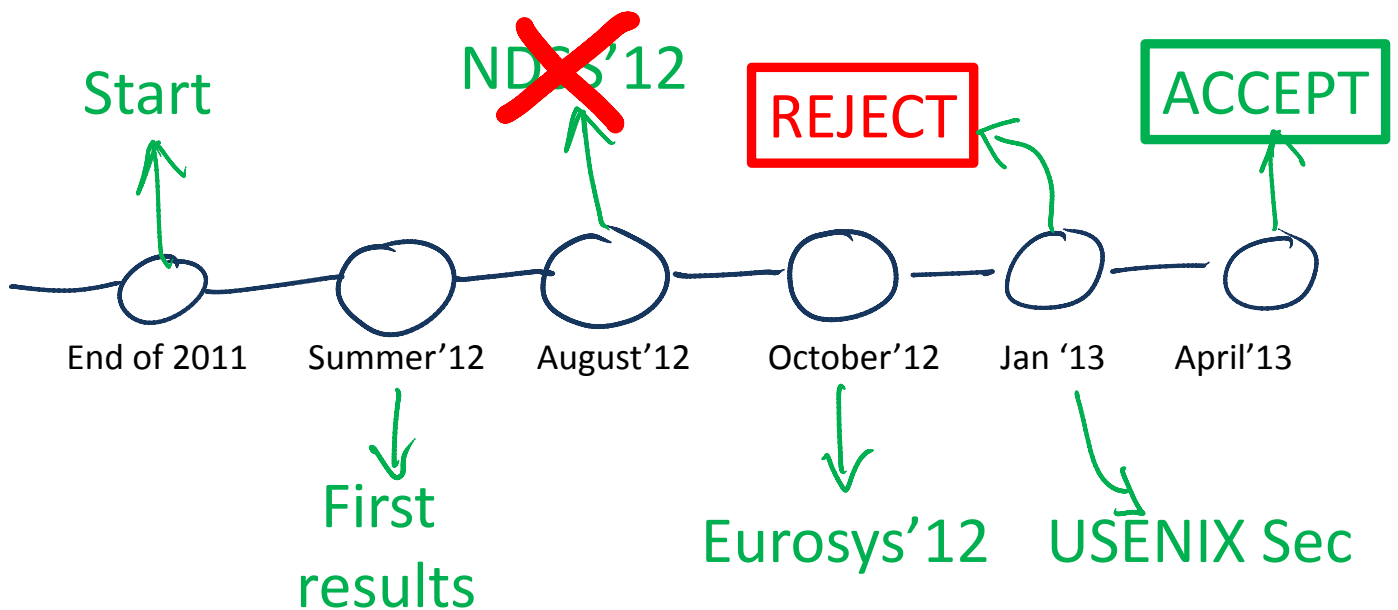 Start
NDSS'12
REJECT
ACCEPT
End of 2011
Summer'12
August'12
October'12
Jan ‘13
April'13
First
results
Eurosys'12
USENIX Sec